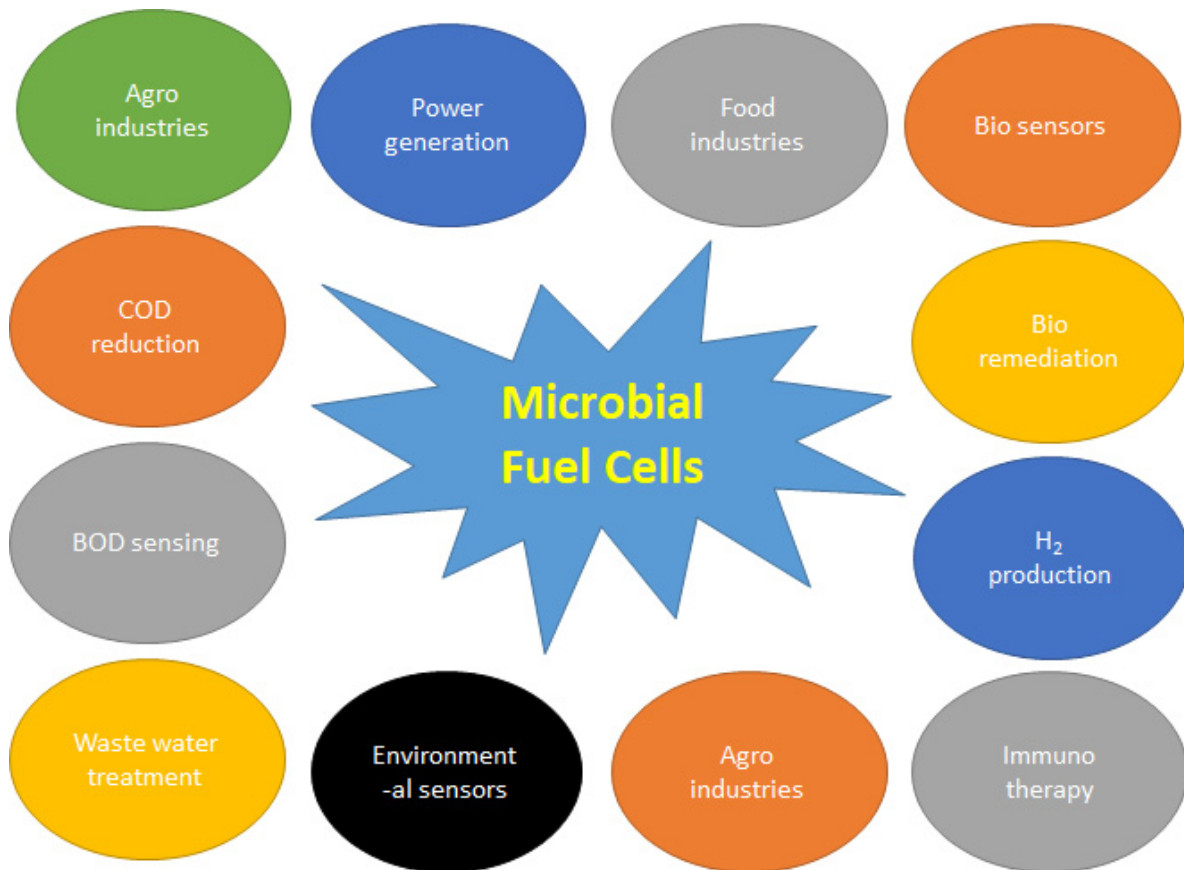 Agro
industries
Power
generation
Food
industries
Bio sensors
COD
reduction
Microbial
Fuel Cells
Bio
remediation
BOD sensing
H₂
production
Waste water
treatment
Environment
-al sensors
Agro
industries
Immuno
therapy